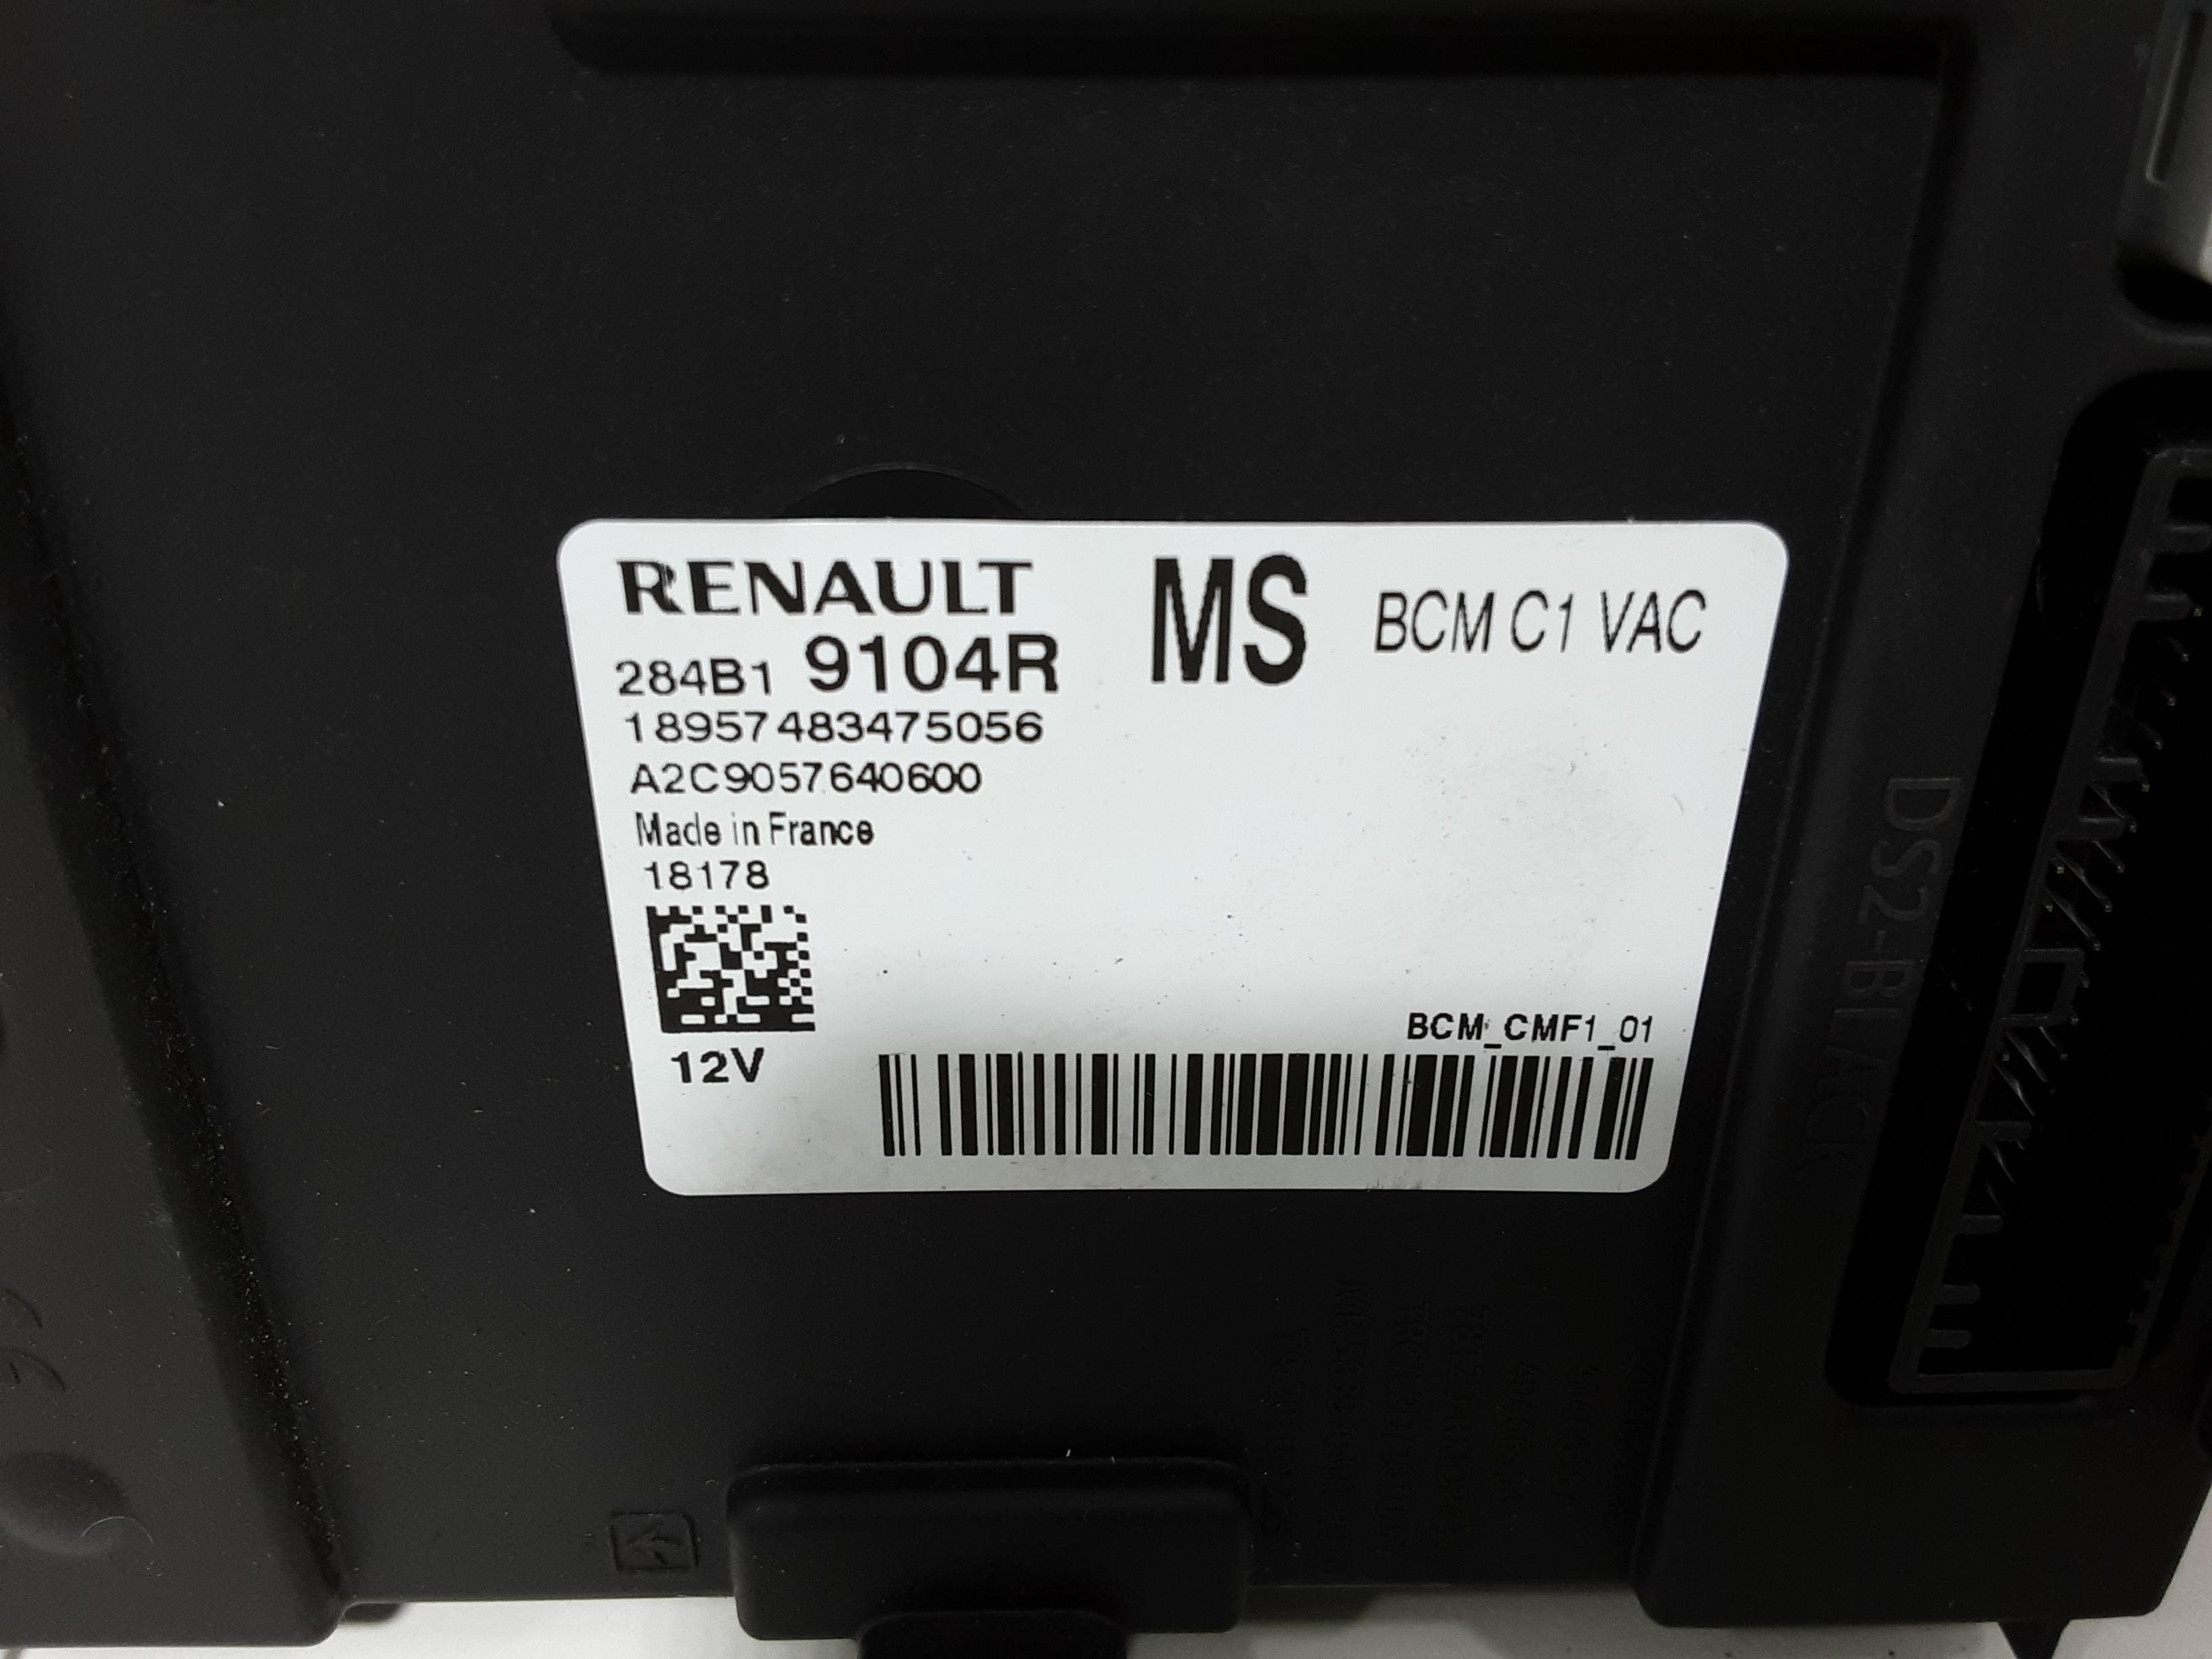 RENAULT
284B1 9104R
MS
BCM C1 VAC
18957483475056
A2C9057640600
Made in France
18178
12V
BCM_CMF1_01
DS2-BLACK